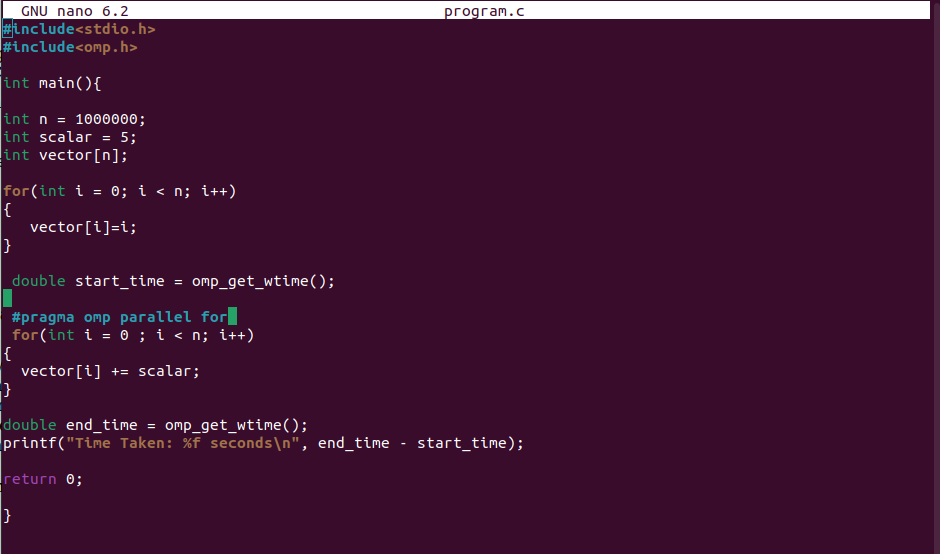 GNU nano 6.2 program.c
#include<stdio.h>
#include<omp.h>
int main(){
int n = 1000000;
int scalar = 5;
int vector[n];
for(int i = 0; i < n; i++)
{
vector[i]=i;
}
double start_time = omp_get_wtime();
#pragma omp parallel for
for(int i = 0 ; i < n; i++)
{
vector[i] += scalar;
}
double end_time = omp_get_wtime();
printf("Time Taken: %f seconds\n", end_time - start_time);
return 0;
}